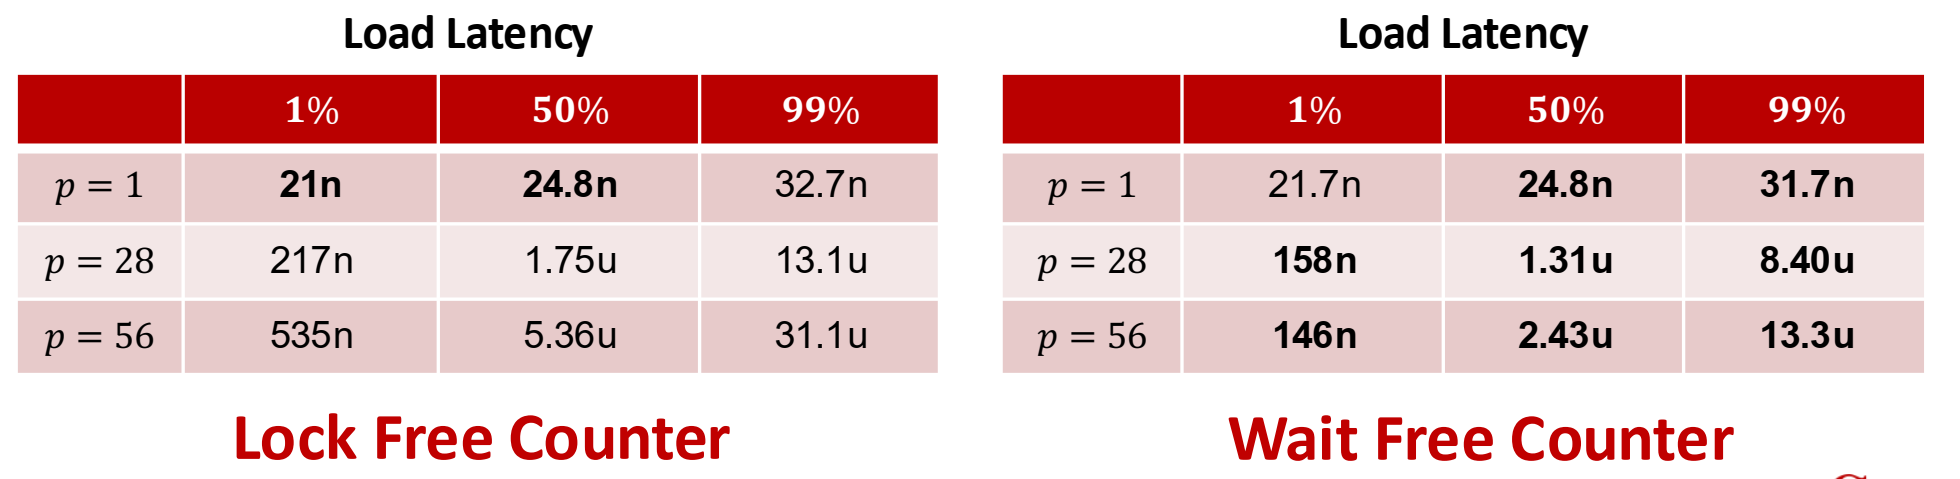 Load Latency
1% 50% 99%
p = 1 21n 24.8n 32.7n
p = 28 217n 1.75u 13.1u
p = 56 535n 5.36u 31.1u
Lock Free Counter
Load Latency
1% 50% 99%
p = 1 21.7n 24.8n 31.7n
p = 28 158n 1.31u 8.40u
p = 56 146n 2.43u 13.3u
Wait Free Counter